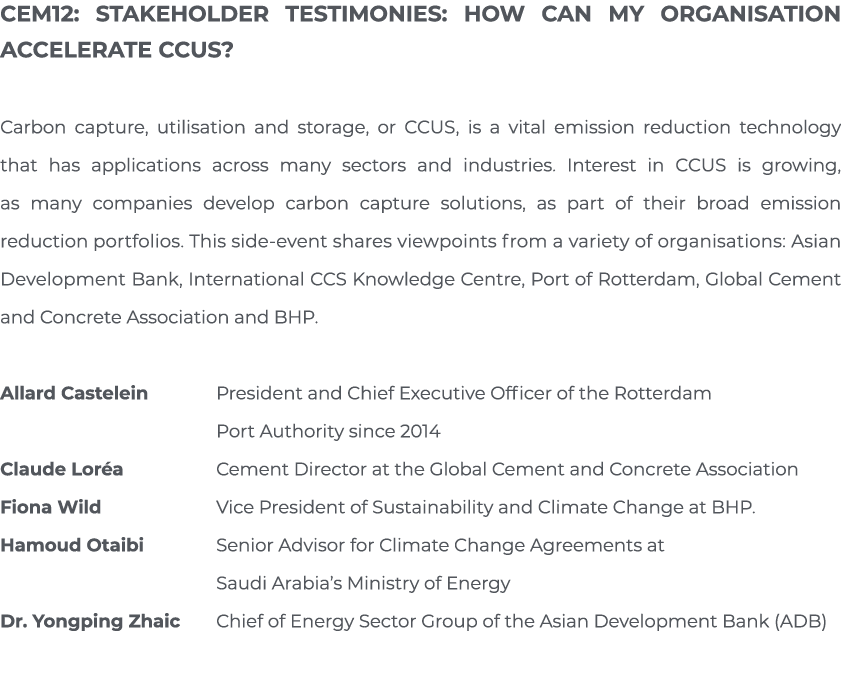 CEM12: STAKEHOLDER TESTIMONIES: HOW CAN MY ORGANISATION
ACCELERATE CCUS?
Carbon capture, utilisation and storage, or CCUS, is a vital emission reduction technology
that has applications across many sectors and industries. Interest in CCUS is growing,
as many companies develop carbon capture solutions, as part of their broad emission
reduction portfolios. This side-event shares viewpoints from a variety of organisations: Asian
Development Bank, International CCS Knowledge Centre, Port of Rotterdam, Global Cement
and Concrete Association and BHP.
Allard Castelein President and Chief Executive Officer of the Rotterdam
Port Authority since 2014
Claude Loréa Cement Director at the Global Cement and Concrete Association
Fiona Wild Vice President of Sustainability and Climate Change at BHP.
Hamoud Otaibi Senior Advisor for Climate Change Agreements at
Saudi Arabia's Ministry of Energy
Dr. Yongping Zhaic Chief of Energy Sector Group of the Asian Development Bank (ADB)